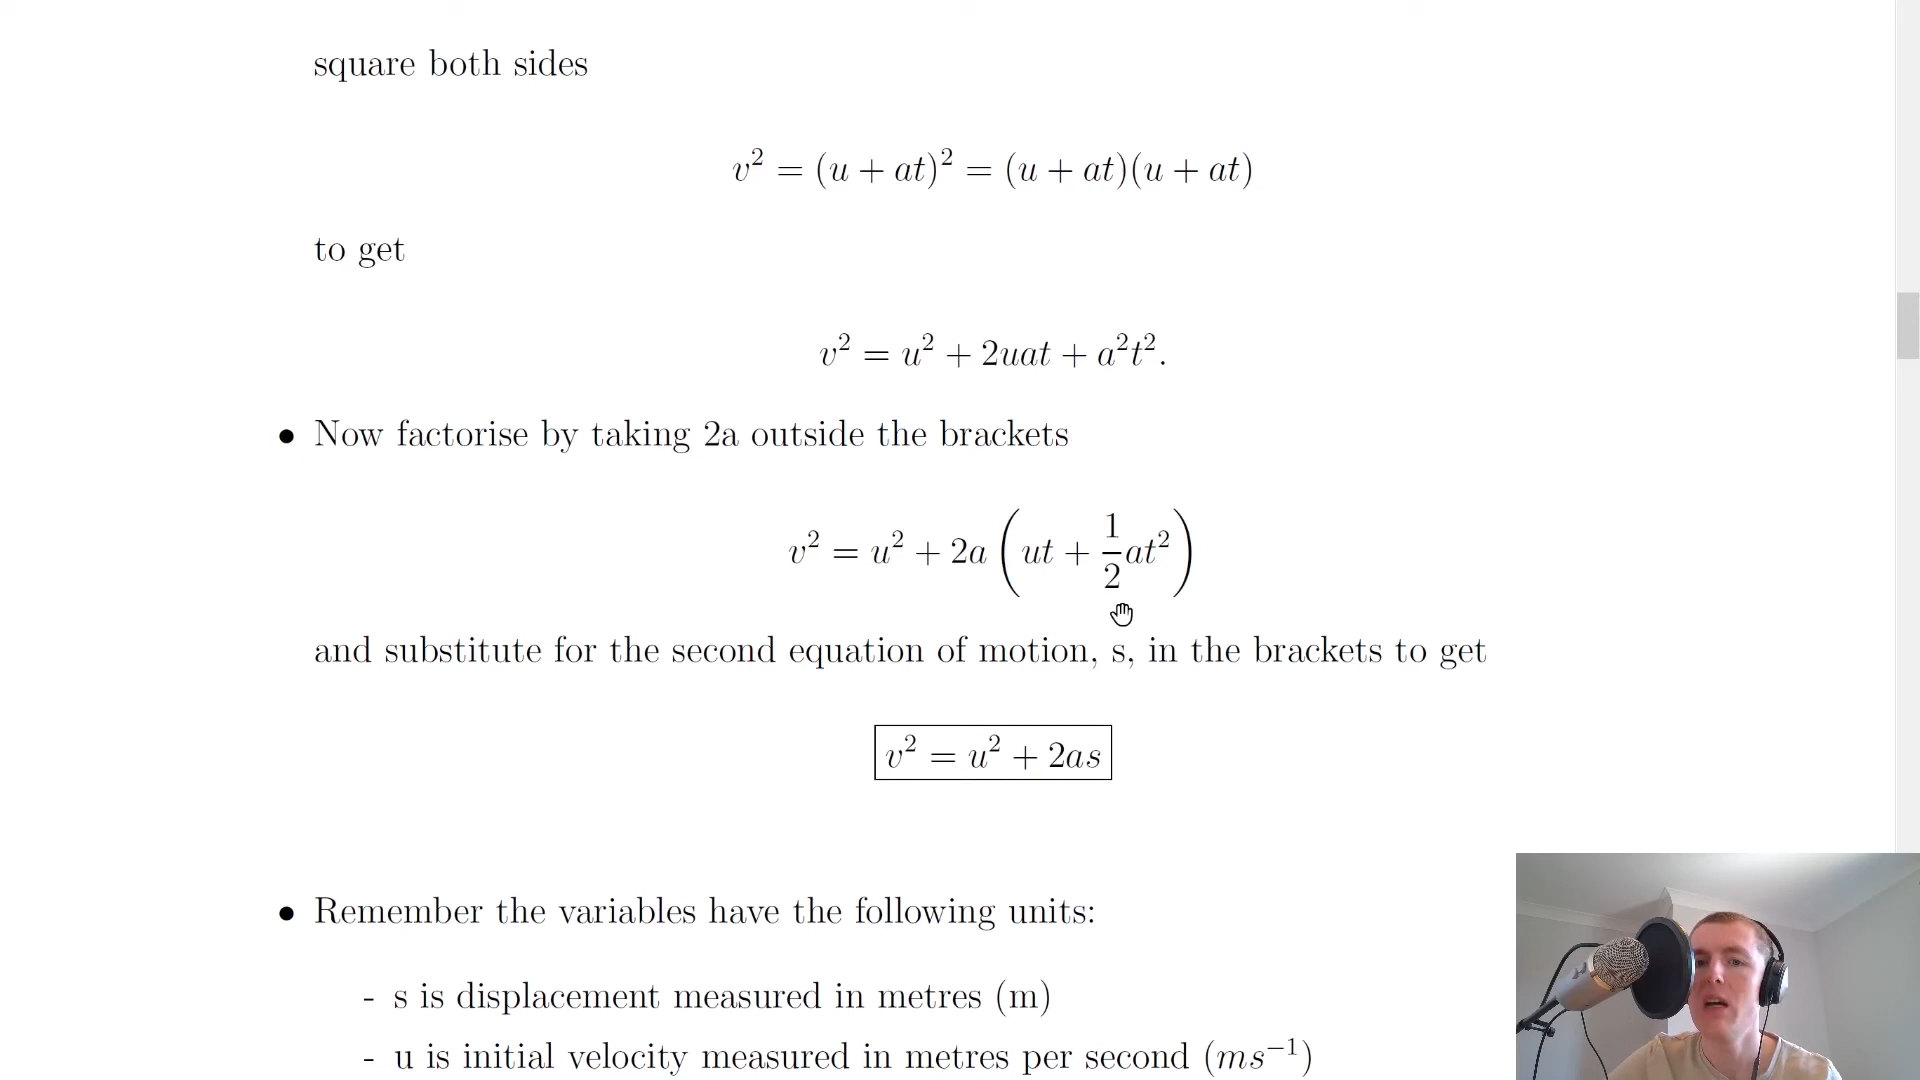 square both sides
v² = (u + at)² = (u + at)(u + at)
to get
v² = u² + 2uat + a²t².
• Now factorise by taking 2a outside the brackets
v² = u² + 2a (ut + 1/2 at²)
and substitute for the second equation of motion, s, in the brackets to get
v² = u² + 2as
• Remember the variables have the following units:
- s is displacement measured in metres (m)
- u is initial velocity measured in metres per second (ms⁻¹)